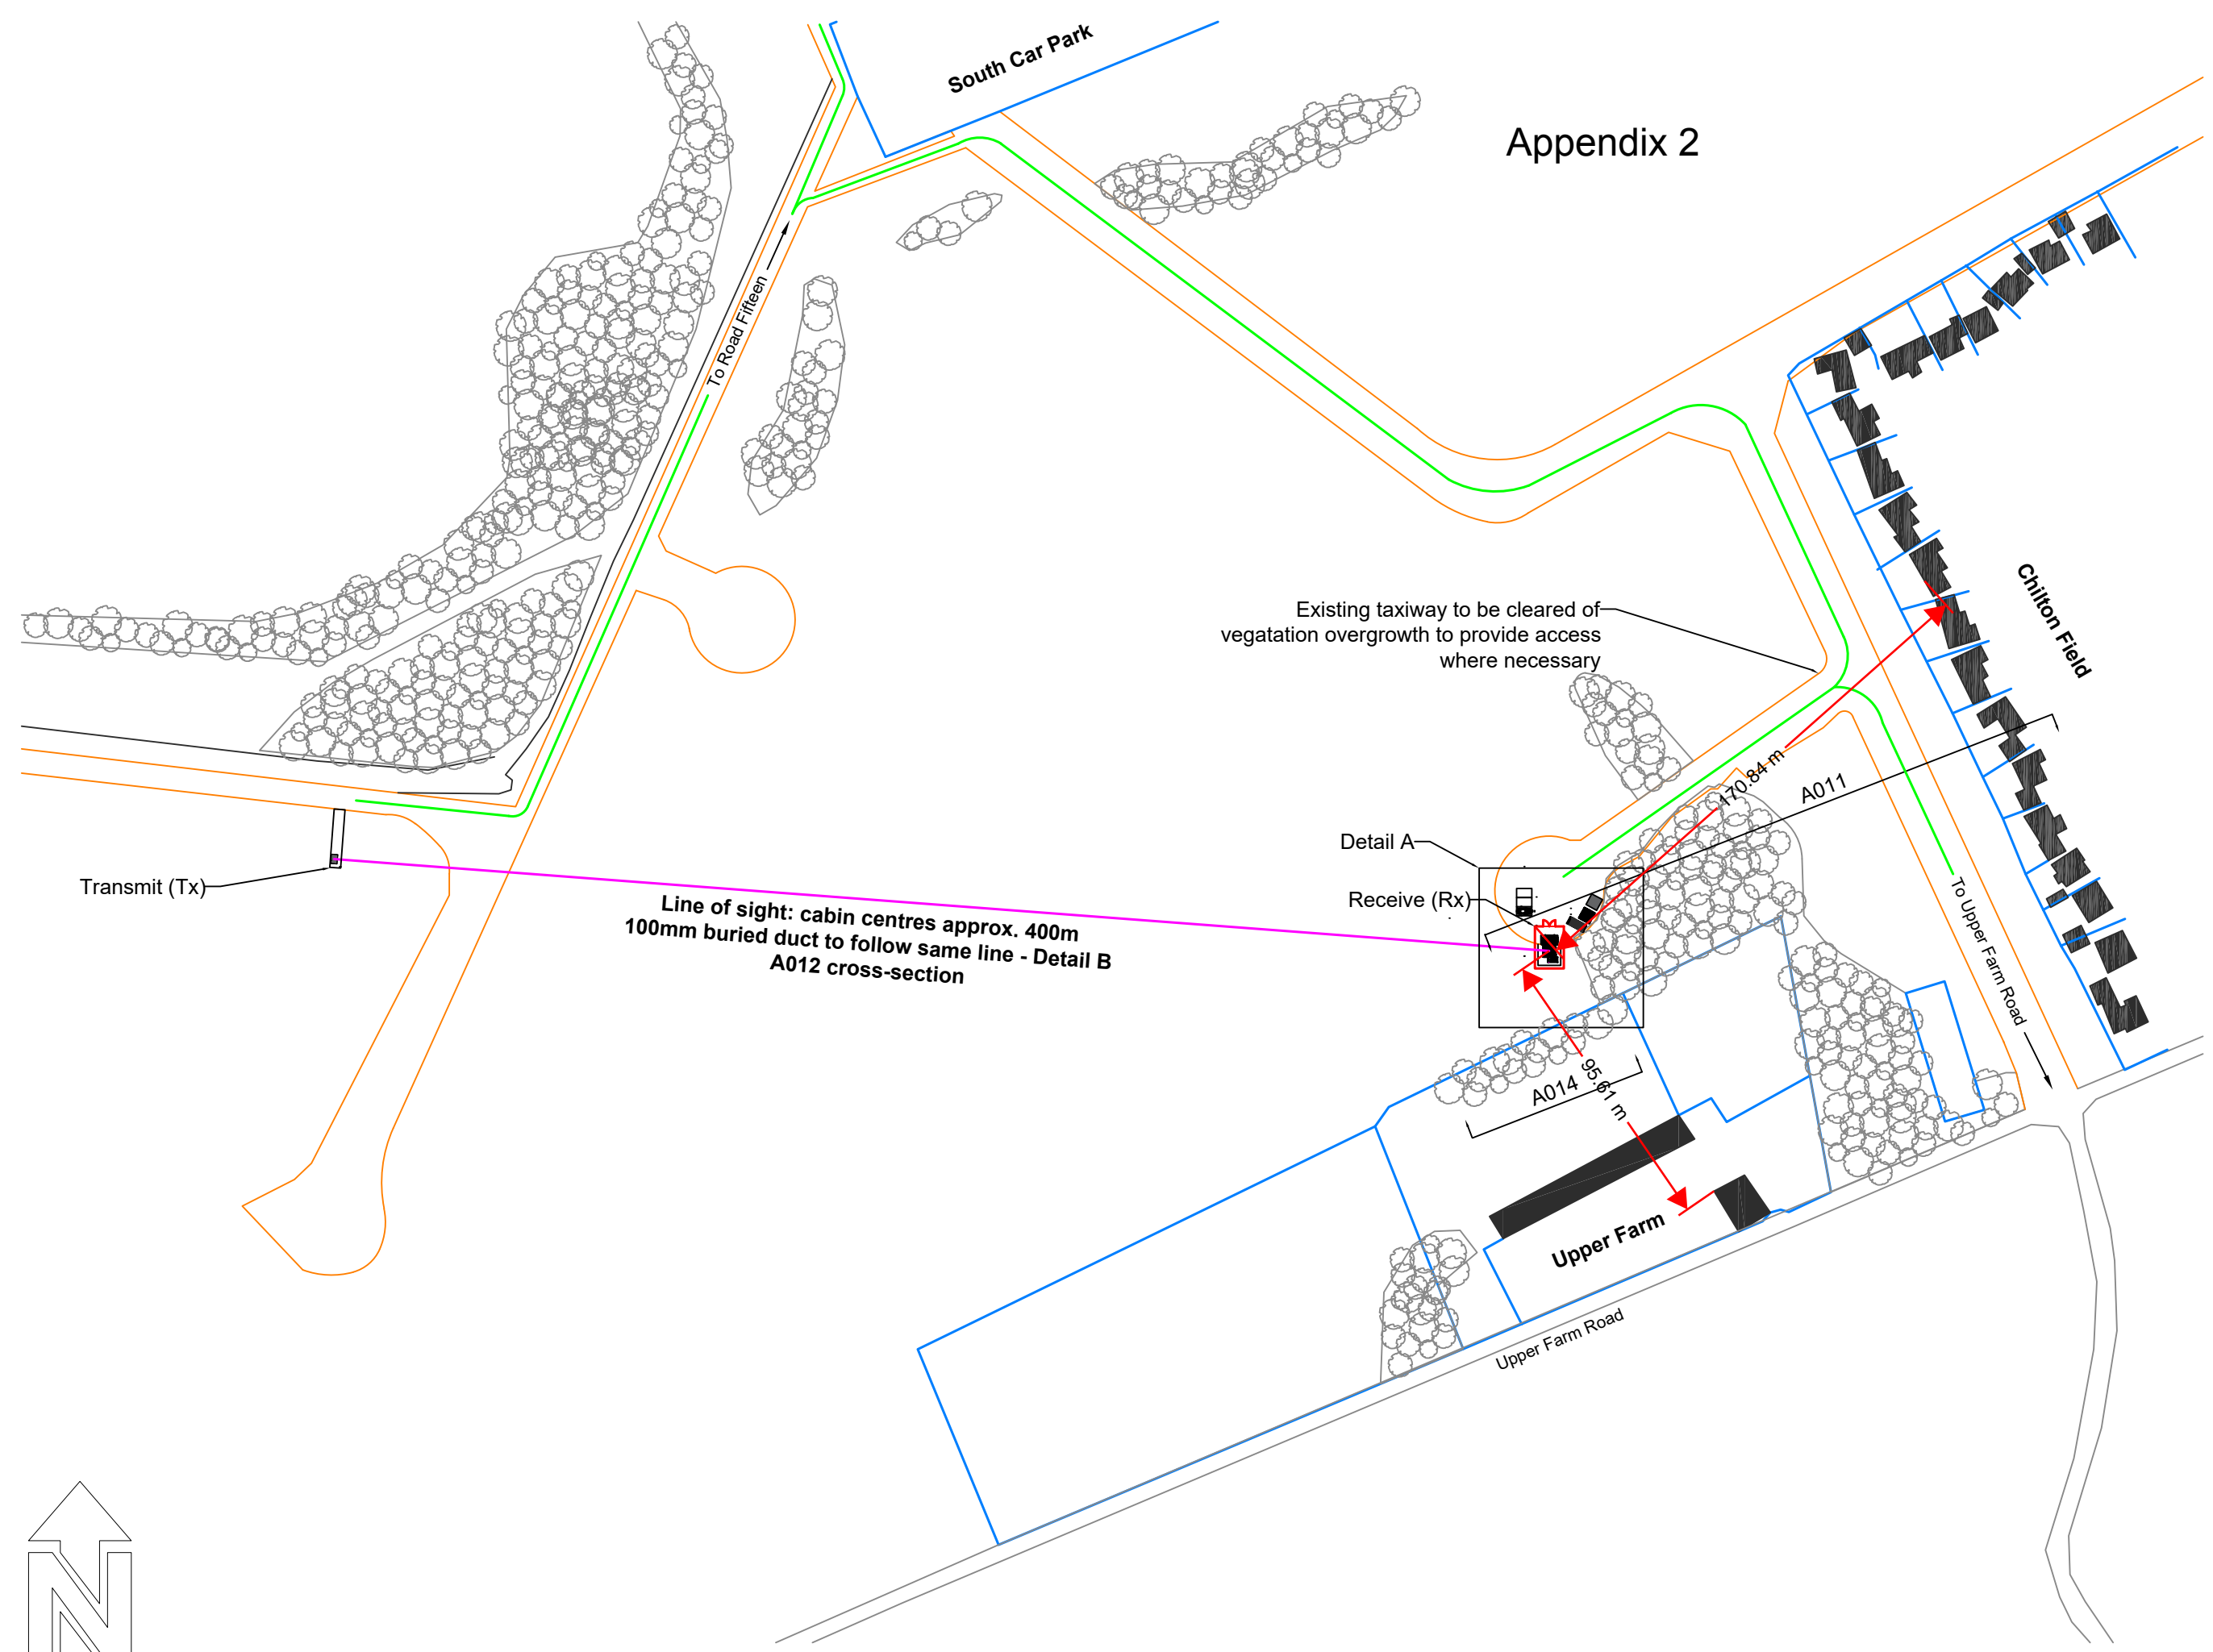 South Car Park
Appendix 2
To Road Fifteen
Existing taxiway to be cleared of
vegatation overgrowth to provide access
where necessary
Chilton Field
170.84 m
A011
Detail A
Transmit (Tx)
Receive (Rx)
Line of sight: cabin centres approx. 400m
100mm buried duct to follow same line - Detail B
A012 cross-section
To Upper Farm Road
A014
95.61 m
Upper Farm
Upper Farm Road
N